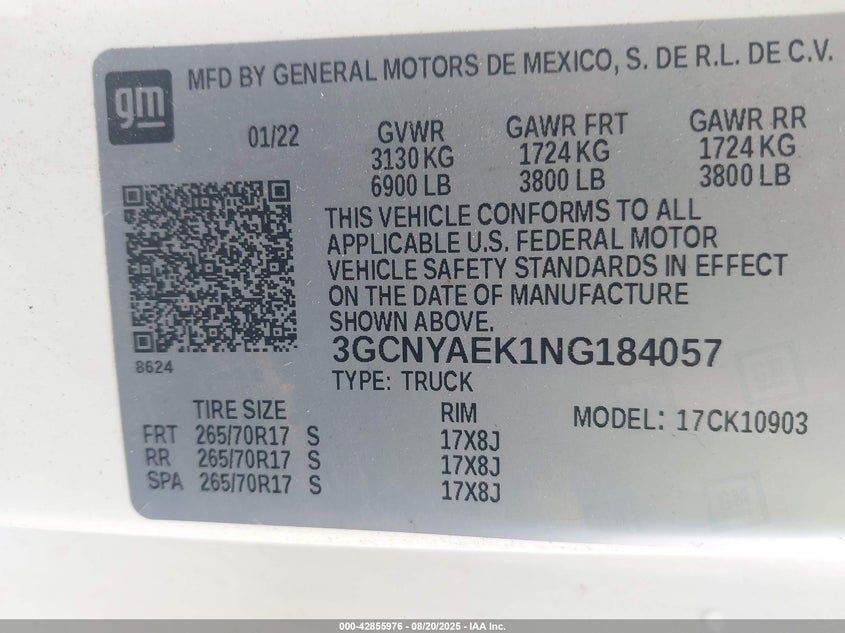 gm
MFD BY GENERAL MOTORS DE MEXICO, S. DE R.L. DE C.V.
01/22
GVWR GAWR FRT GAWR RR
3130 KG 1724 KG 1724 KG
6900 LB 3800 LB 3800 LB
THIS VEHICLE CONFORMS TO ALL
APPLICABLE U.S. FEDERAL MOTOR
VEHICLE SAFETY STANDARDS IN EFFECT
ON THE DATE OF MANUFACTURE
SHOWN ABOVE.
8624
3GCNYAEK1NG184057
TYPE: TRUCK
TIRE SIZE RIM MODEL: 17CK10903
FRT 265/70R17 S 17X8J
RR 265/70R17 S 17X8J
SPA 265/70R17 S 17X8J
000-42855976 - 08/20/2025 - IAA Inc.